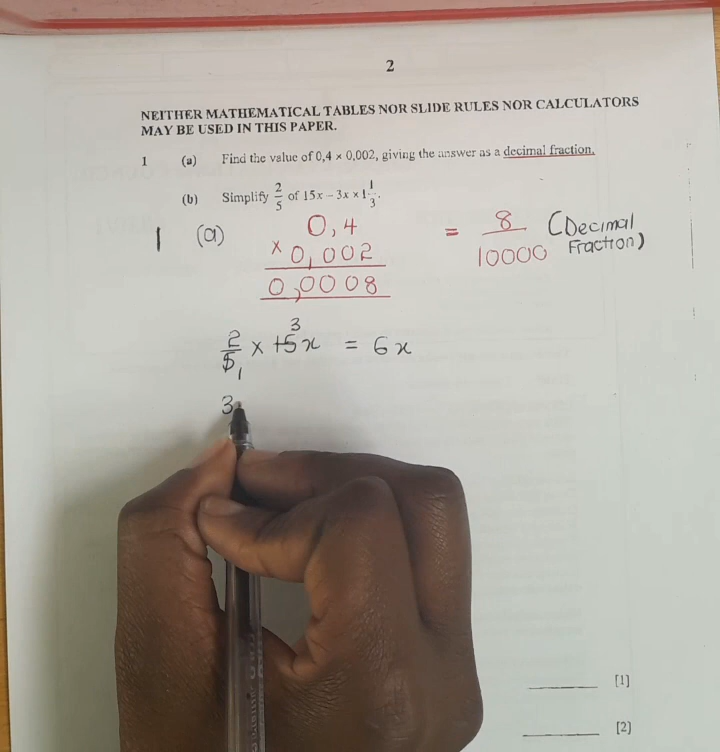 2
NEITHER MATHEMATICAL TABLES NOR SLIDE RULES NOR CALCULATORS
MAY BE USED IN THIS PAPER.
1 (a) Find the value of 0,4 × 0,002, giving the answer as a decimal fraction.
(b) Simplify 2/5 of 15x − 3x × 1 1/3.
1 (a) 0,4
× 0,002
0,0008
= 8/10000 (Decimal
Fraction)
2/5 1 × 15 3 x = 6x
3
[1]
[2]